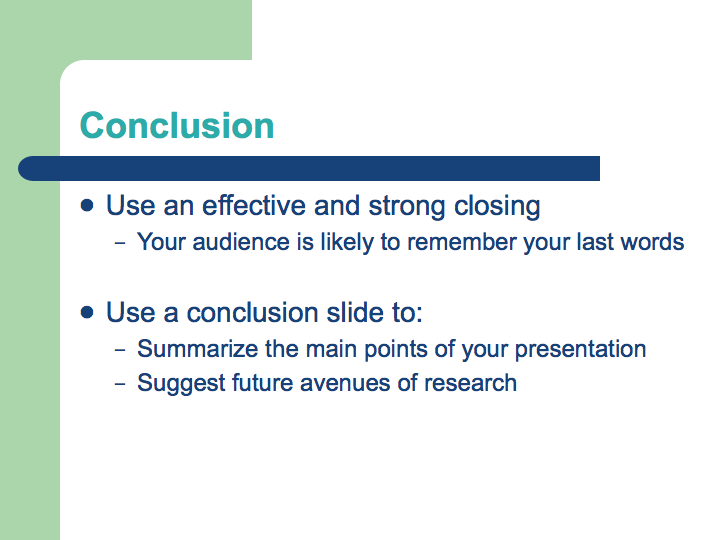 Conclusion
● Use an effective and strong closing
– Your audience is likely to remember your last words
● Use a conclusion slide to:
– Summarize the main points of your presentation
– Suggest future avenues of research